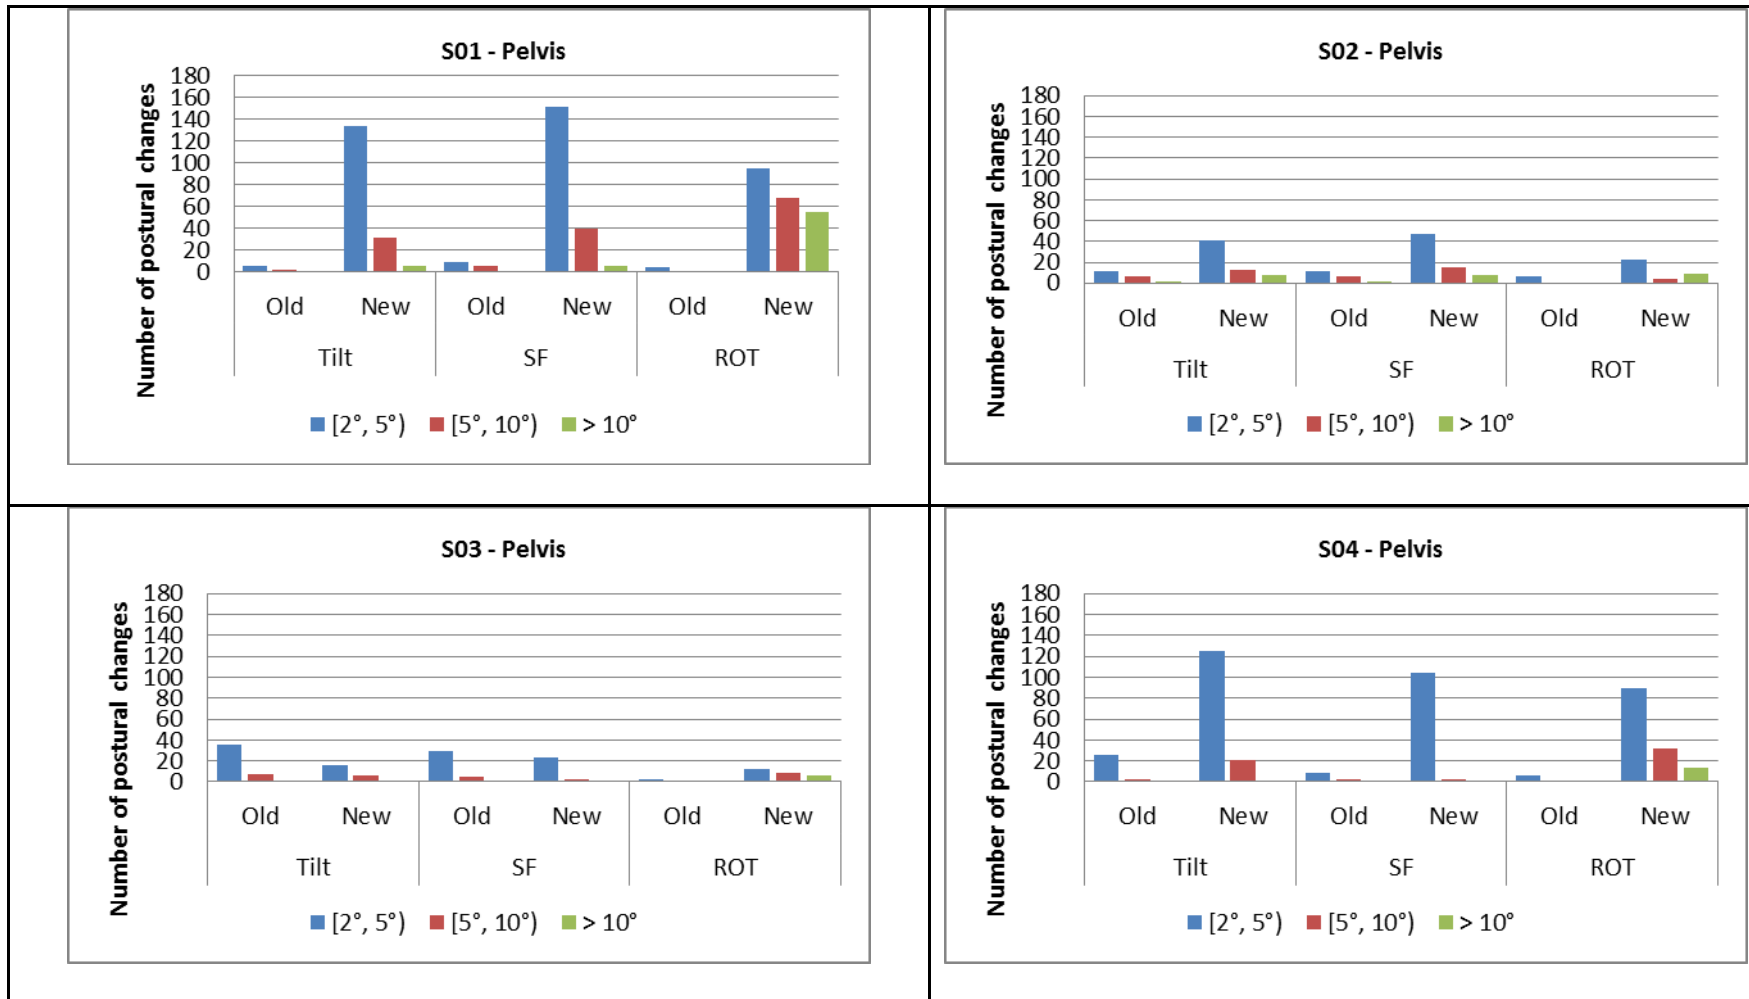 S01 - Pelvis
Number of postural changes
180
160
140
120
100
80
60
40
20
0
Old New Old New Old New
Tilt SF ROT
[2°, 5°) [5°, 10°) > 10°
S02 - Pelvis
Number of postural changes
180
160
140
120
100
80
60
40
20
0
Old New Old New Old New
Tilt SF ROT
[2°, 5°) [5°, 10°) > 10°
S03 - Pelvis
Number of postural changes
180
160
140
120
100
80
60
40
20
0
Old New Old New Old New
Tilt SF ROT
[2°, 5°) [5°, 10°) > 10°
S04 - Pelvis
Number of postural changes
180
160
140
120
100
80
60
40
20
0
Old New Old New Old New
Tilt SF ROT
[2°, 5°) [5°, 10°) > 10°